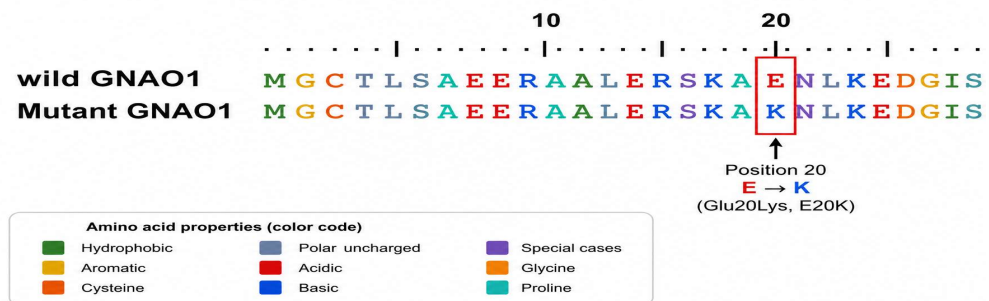 10 20
wild GNAO1 MGCTLSAEERAALERSKAENLKEDGIS
Mutant GNAO1 MGCTLSAEERAALERSKAKNLKEDGIS
Position 20
E → K
(Glu20Lys, E20K)
Amino acid properties (color code)
Hydrophobic Polar uncharged Special cases
Aromatic Acidic Glycine
Cysteine Basic Proline